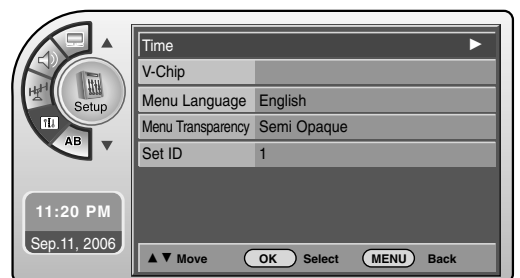 Time
V-Chip
Menu Language English
Menu Transparency Semi Opaque
Set ID 1
Setup
AB
11:20 PM
Sep.11, 2006
▲▼ Move OK Select MENU Back